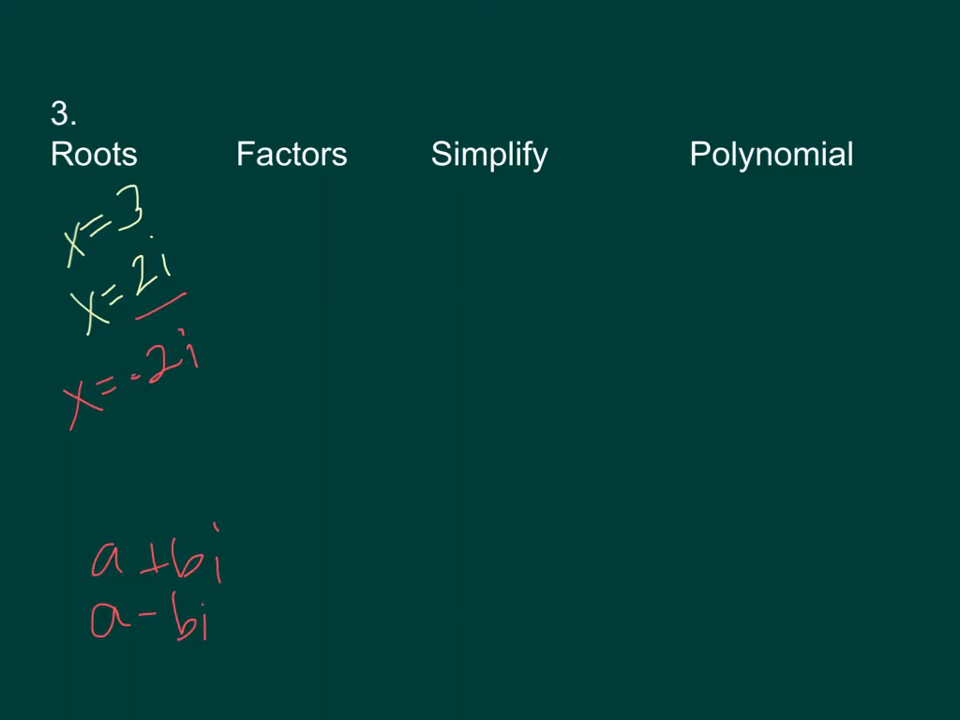 3.
Roots Factors Simplify Polynomial
x=3
x=2i
x=-2i
a+bi
a-bi